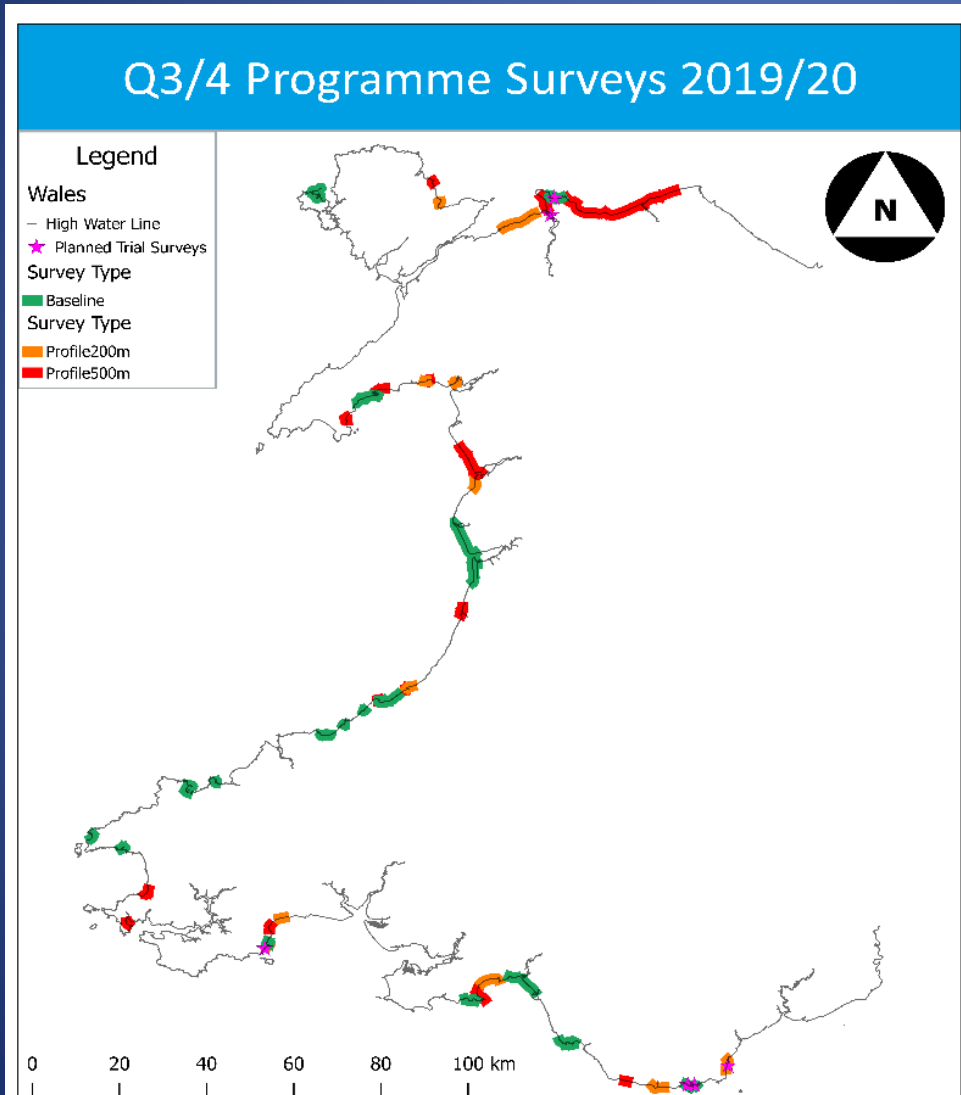 Q3/4 Programme Surveys 2019/20
Legend
Wales
High Water Line
Planned Trial Surveys
Survey Type
Baseline
Survey Type
Profile200m
Profile500m
N
0 20 40 60 80 100 km